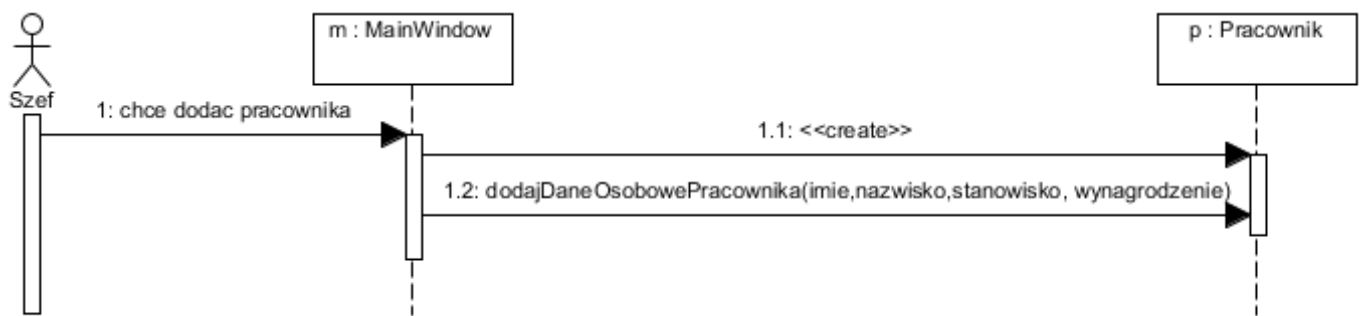 m : MainWindow
p : Pracownik
Szef
1: chce dodac pracownika
1.1: <<create>>
1.2: dodajDaneOsobowePracownika(imie,nazwisko,stanowisko, wynagrodzenie)